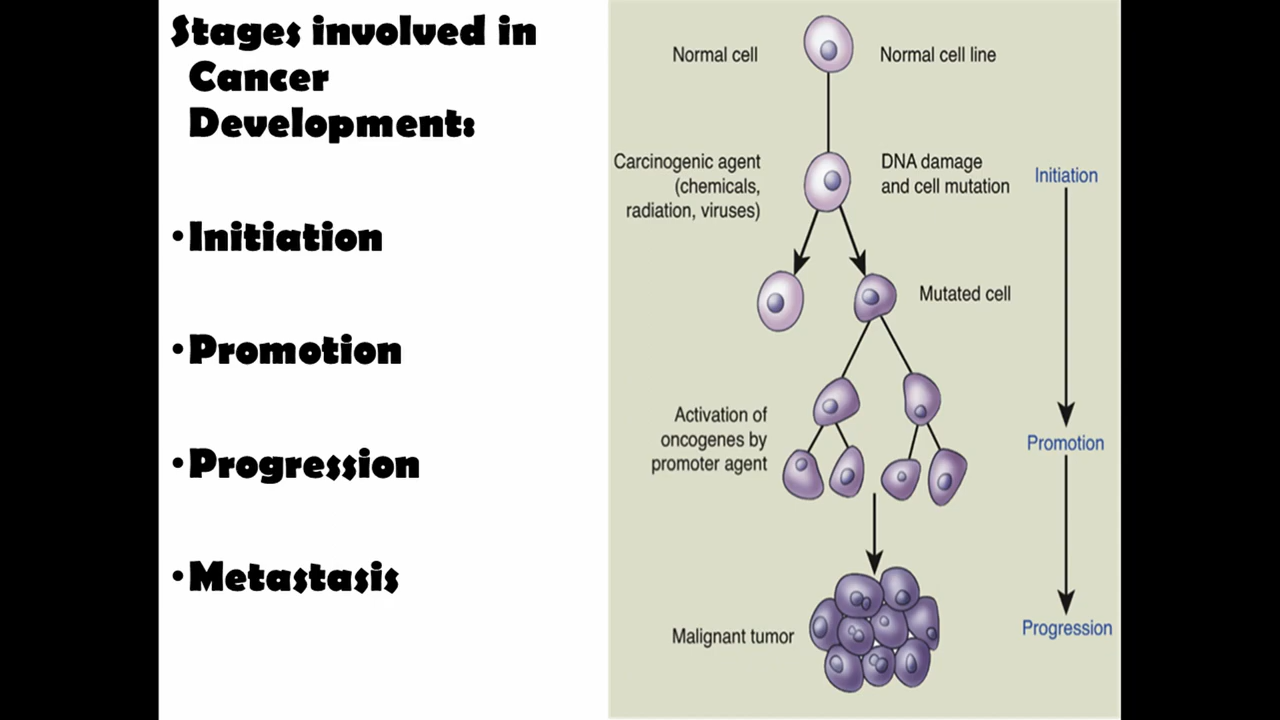 Stages involved in
Cancer
Development:
•Initiation
•Promotion
•Progression
•Metastasis
Normal cell
Normal cell line
Carcinogenic agent
(chemicals,
radiation, viruses)
DNA damage
and cell mutation
Initiation
Mutated cell
Activation of
oncogenes by
promoter agent
Promotion
Malignant tumor
Progression